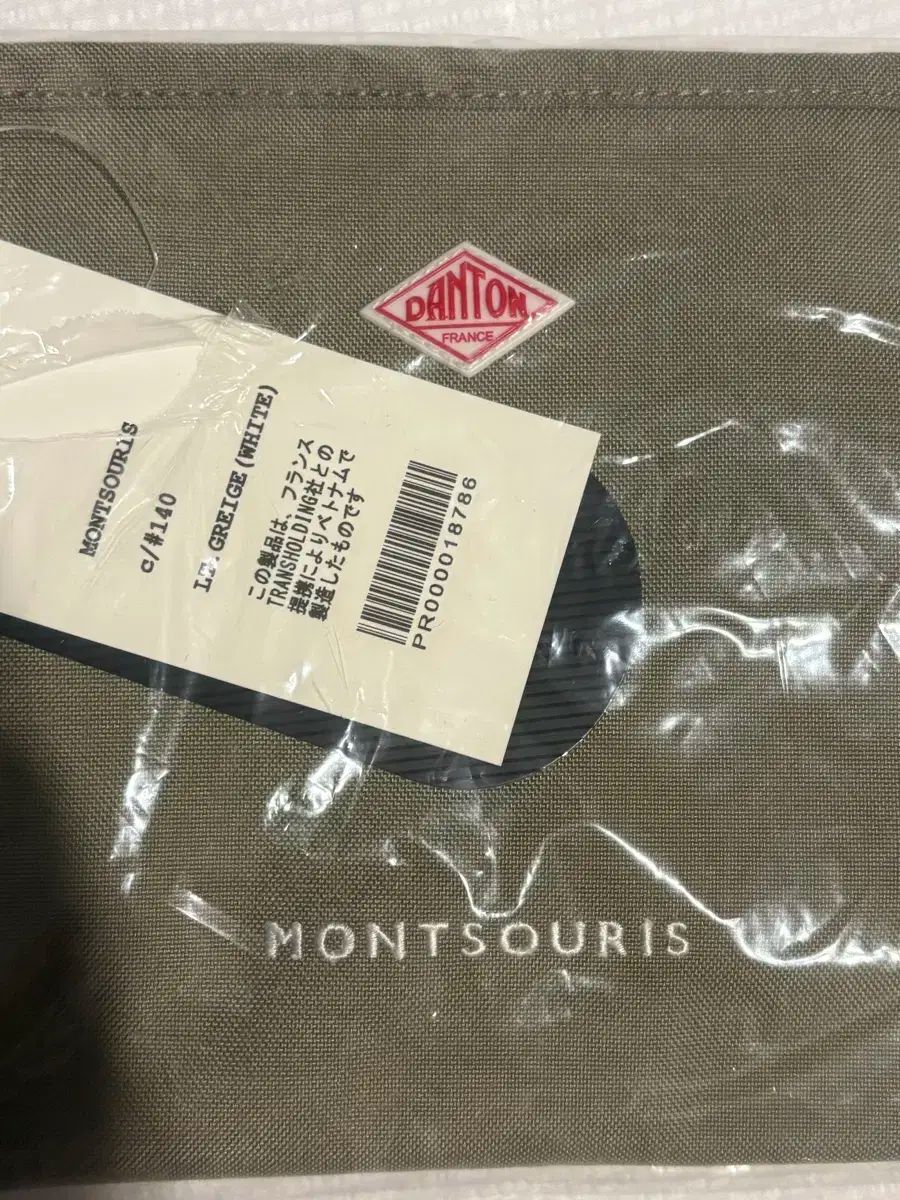 DANTON.
FRANCE
MONTSOURIS
c/#140
LT.GREIGE(WHITE)
この製品は、フランス
TRANSHOLDING社との
提携によりベトナムで
製造したものです
PR000018786
MONTSOURIS